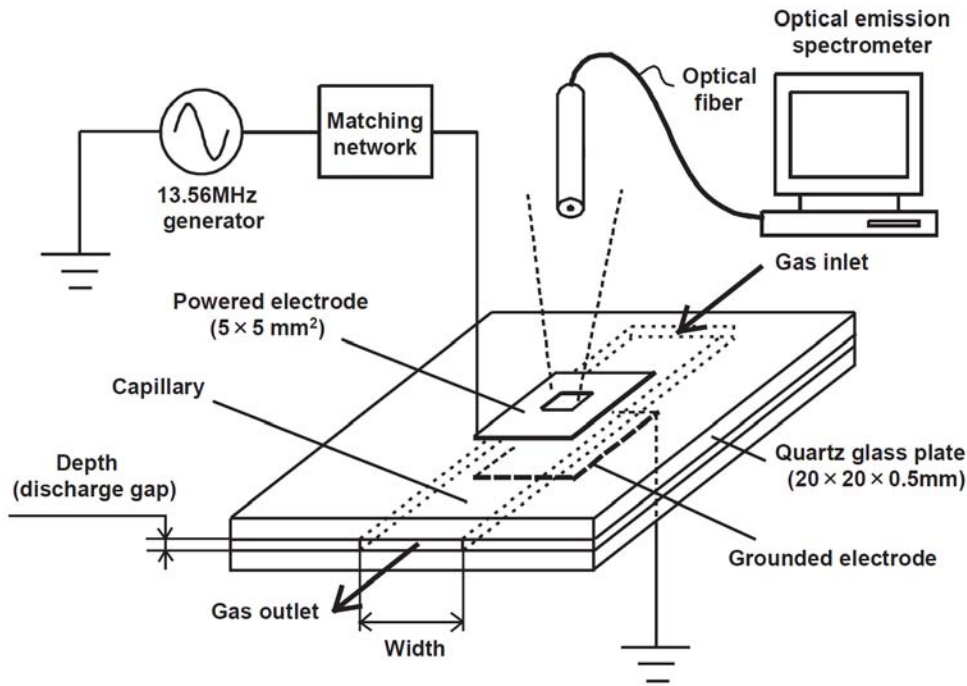 Optical emission
spectrometer
Optical
fiber
Matching
network
13.56MHz
generator
Gas inlet
Powered electrode
(5 × 5 mm²)
Capillary
Depth
(discharge gap)
Quartz glass plate
(20 × 20 × 0.5mm)
Grounded electrode
Gas outlet
Width